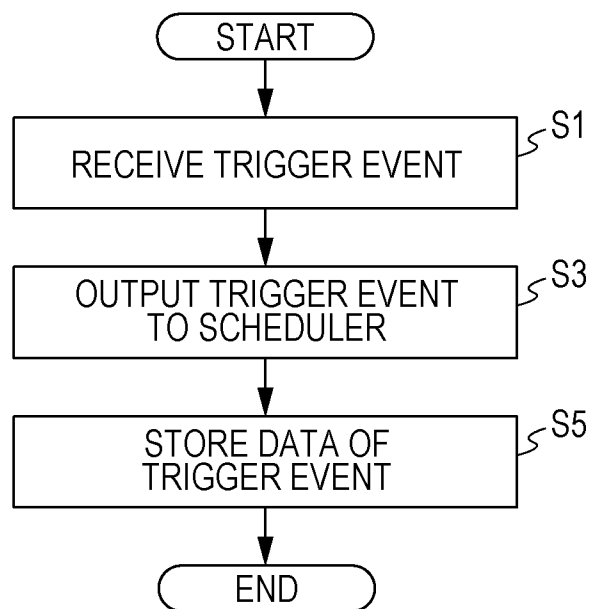 START
S1
RECEIVE TRIGGER EVENT
S3
OUTPUT TRIGGER EVENT
TO SCHEDULER
S5
STORE DATA OF
TRIGGER EVENT
END